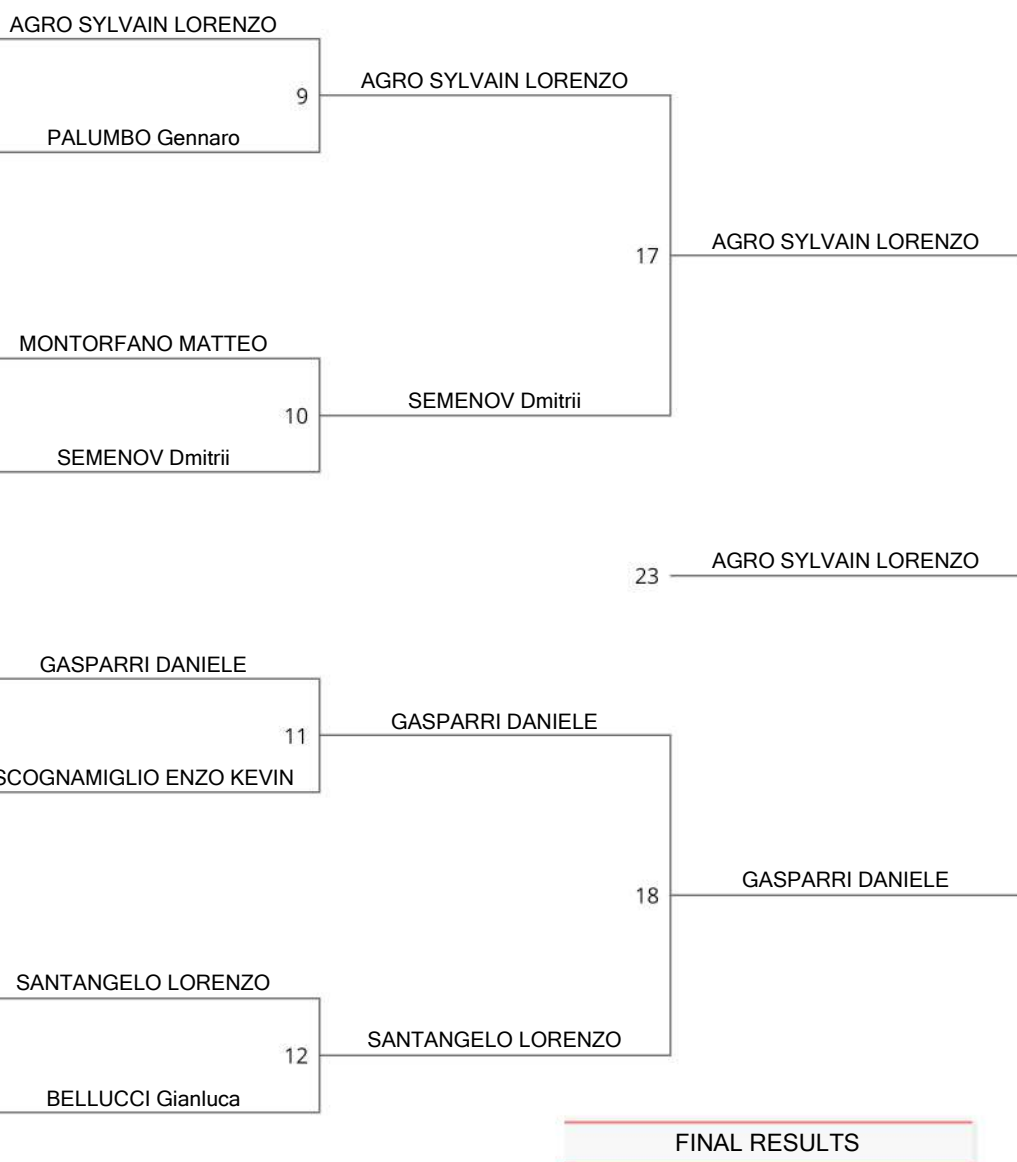 AGRO SYLVAIN LORENZO
9
AGRO SYLVAIN LORENZO
PALUMBO Gennaro
17
AGRO SYLVAIN LORENZO
MONTORFANO MATTEO
10
SEMENOV Dmitrii
SEMENOV Dmitrii
23
AGRO SYLVAIN LORENZO
GASPARRI DANIELE
11
GASPARRI DANIELE
SCOGNAMIGLIO ENZO KEVIN
18
GASPARRI DANIELE
SANTANGELO LORENZO
12
SANTANGELO LORENZO
BELLUCCI Gianluca
FINAL RESULTS